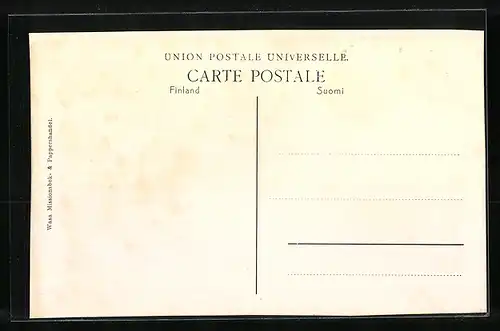 UNION POSTALE UNIVERSELLE.
CARTE POSTALE
Finland Suomi
Wasa Missionsbok- & Pappershandel.